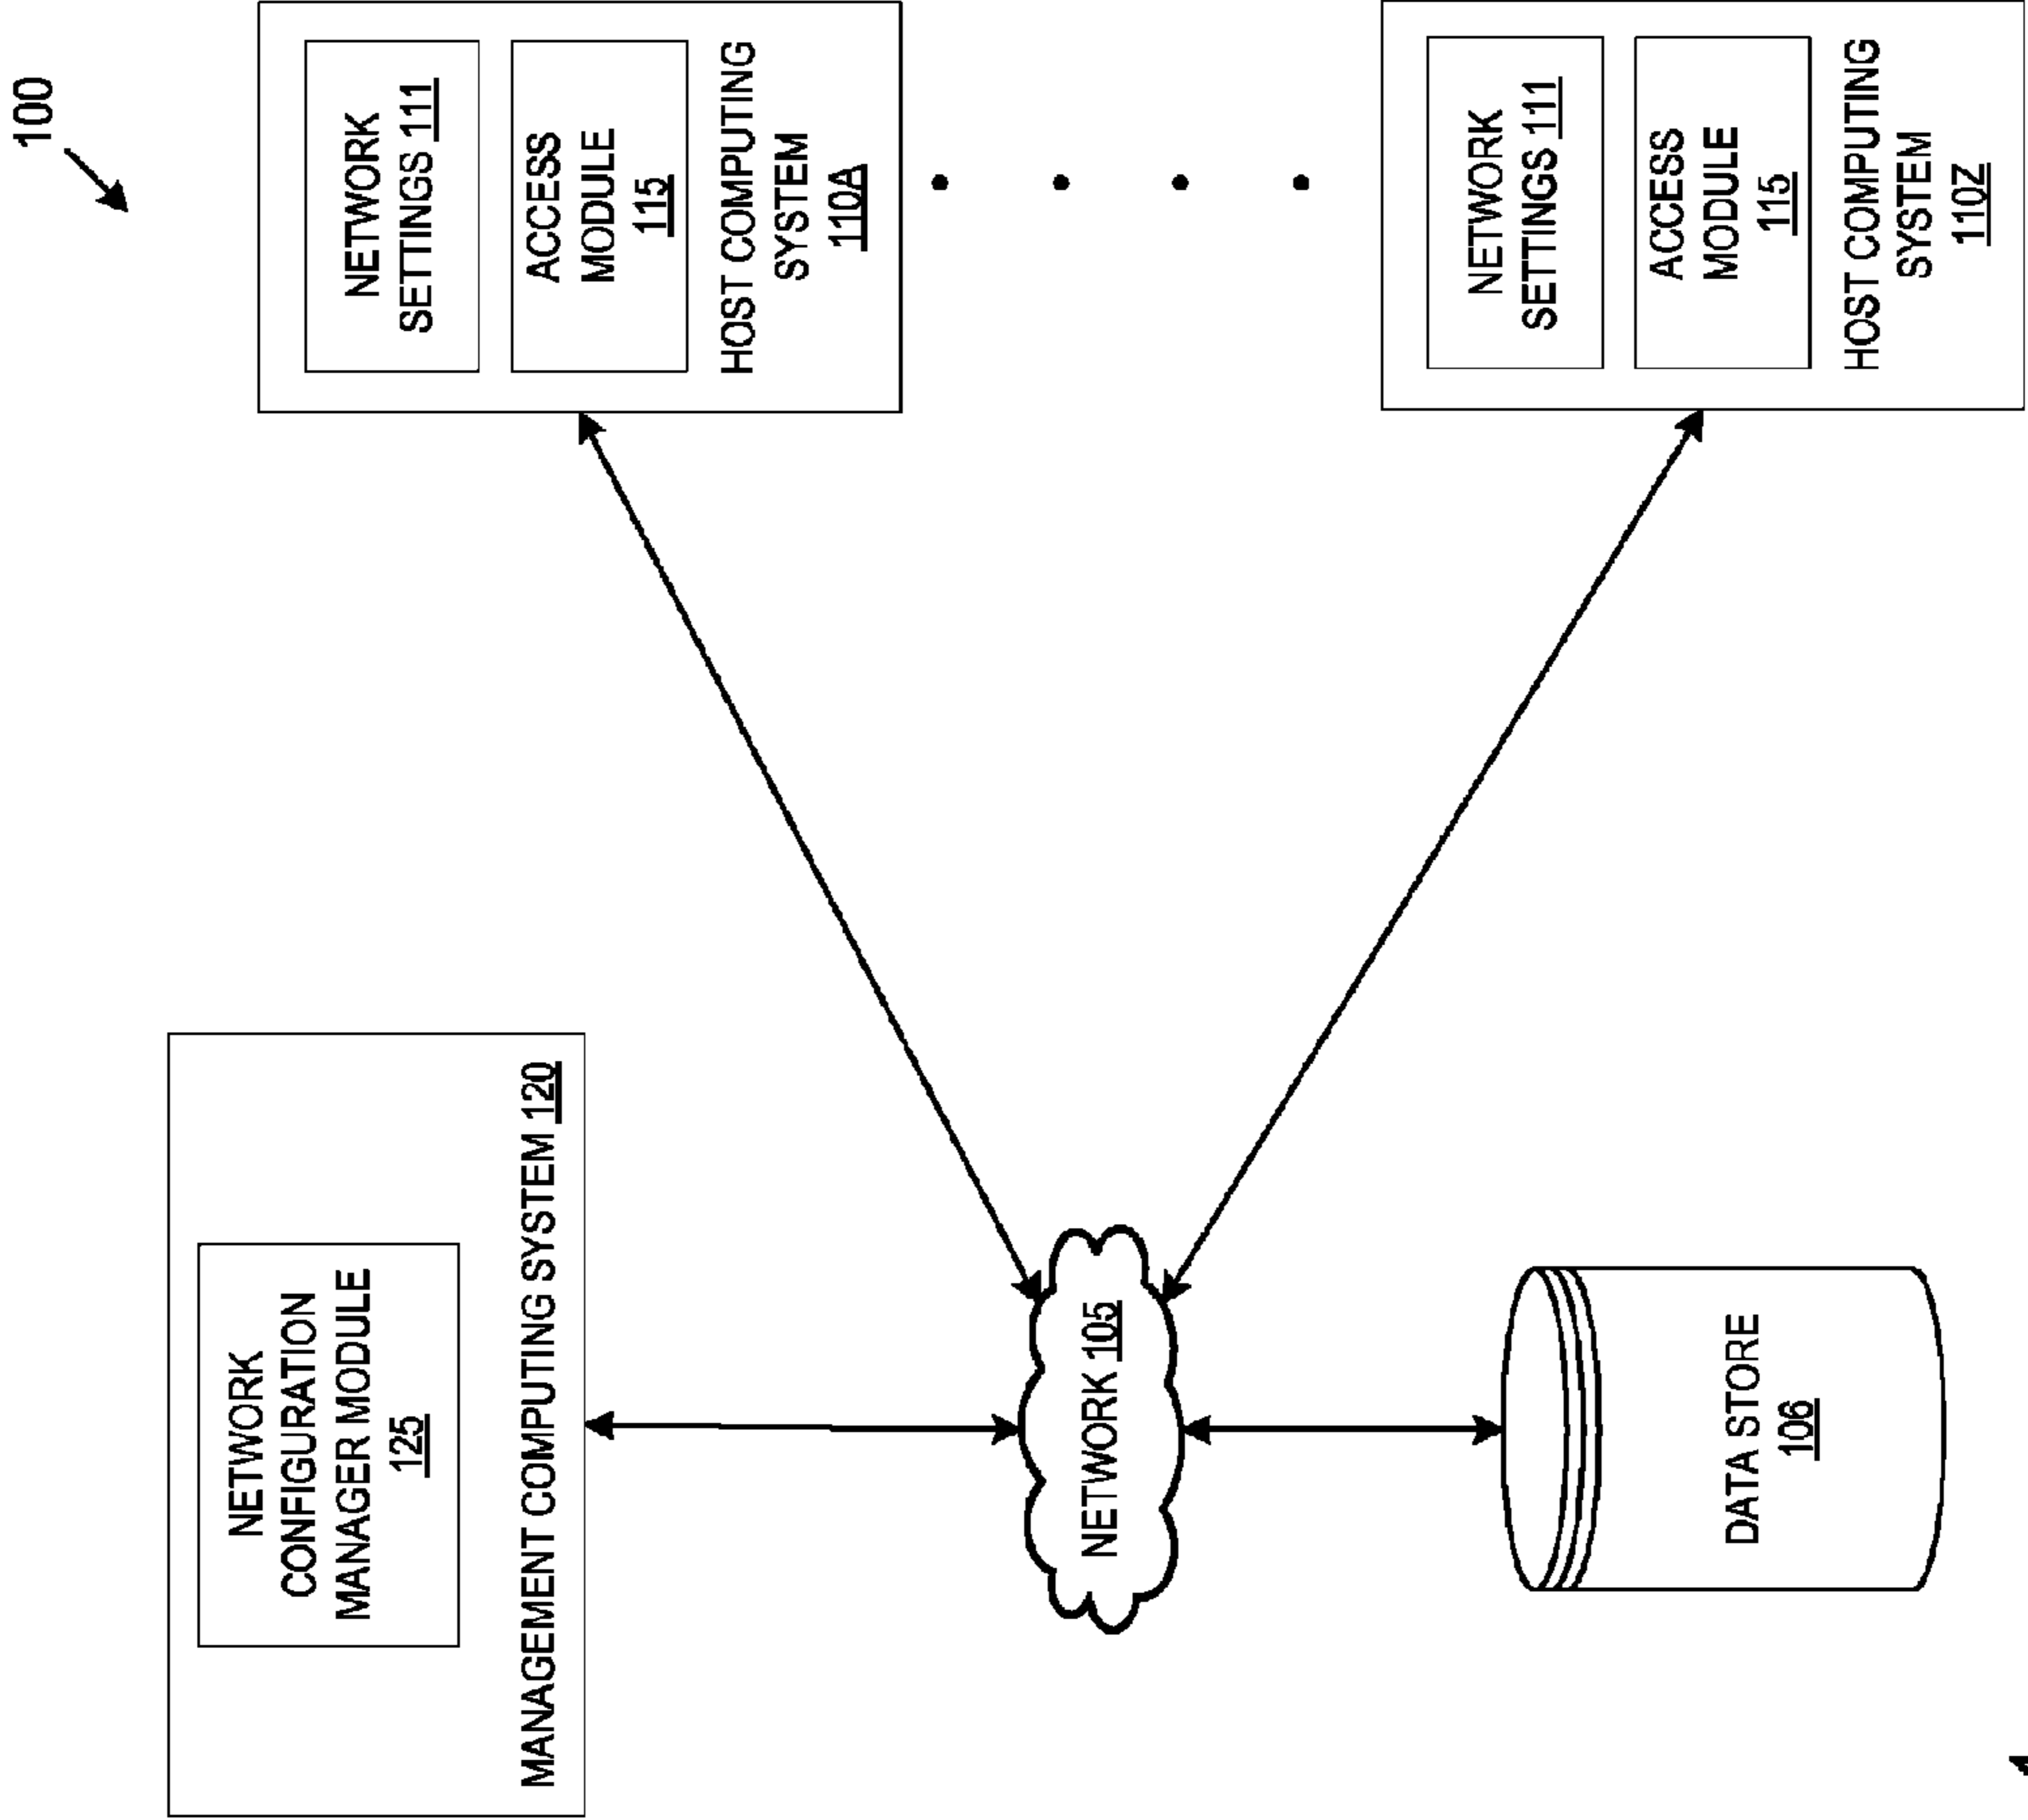 100
NETWORK
CONFIGURATION
MANAGER MODULE
125
MANAGEMENT COMPUTING SYSTEM 120
NETWORK 105
DATA STORE
106
NETWORK
SETTINGS 111
ACCESS
MODULE
115
HOST COMPUTING
SYSTEM
110A
NETWORK
SETTINGS 111
ACCESS
MODULE
115
HOST COMPUTING
SYSTEM
110Z